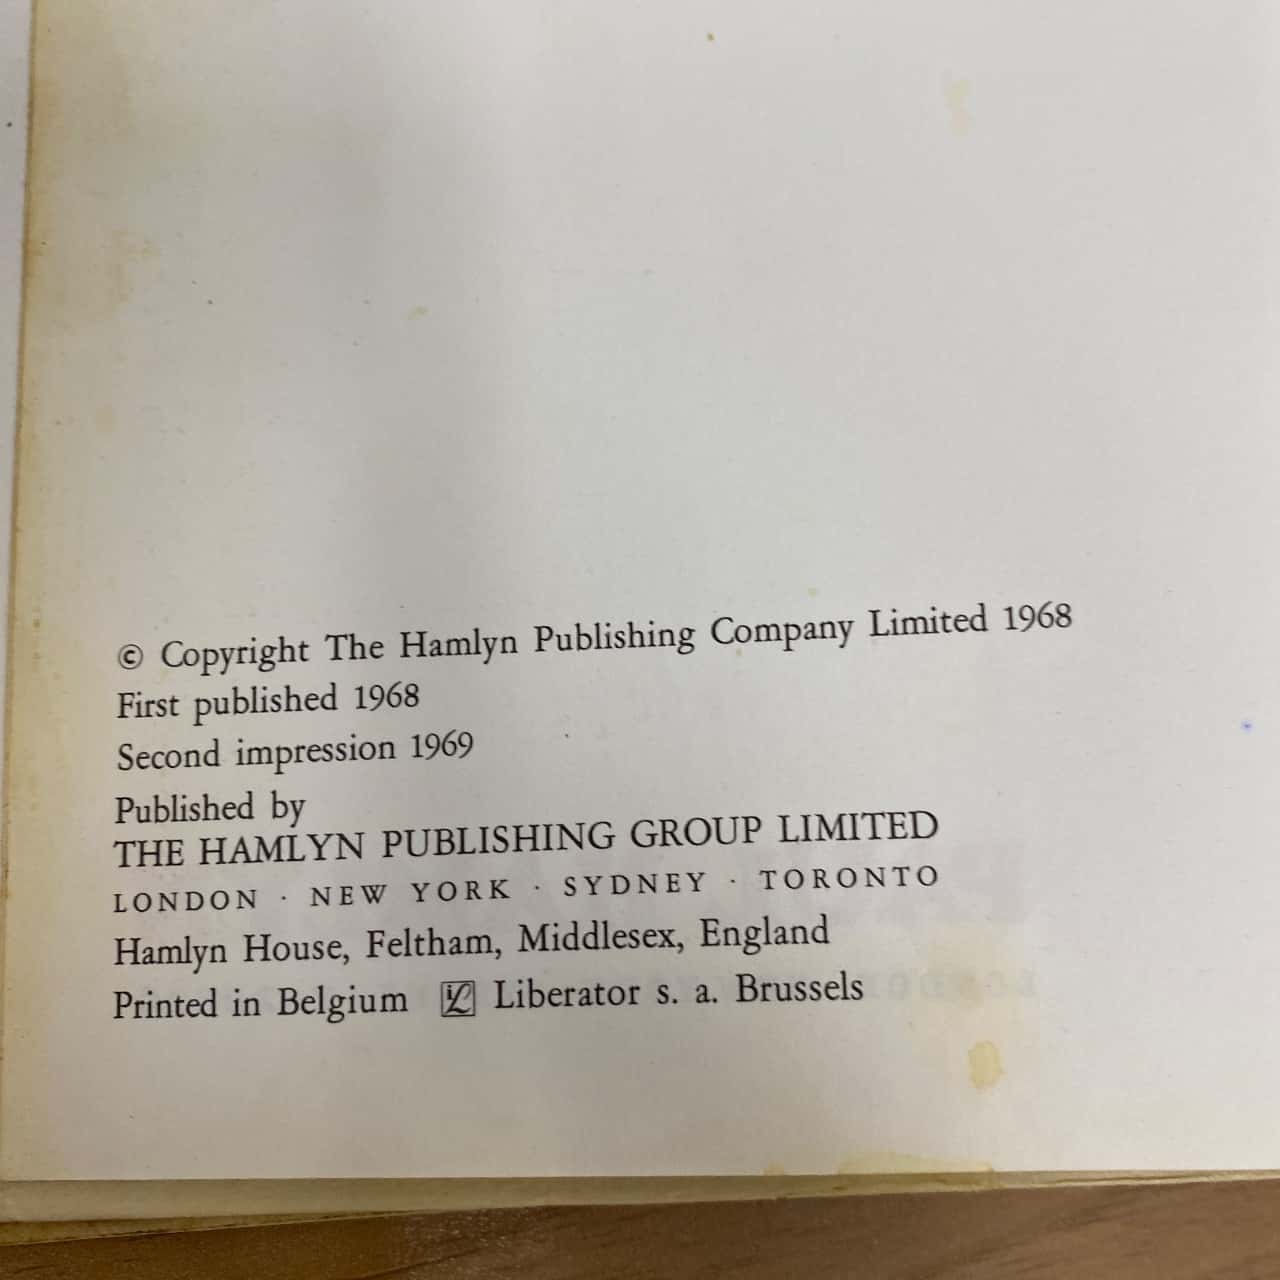 © Copyright The Hamlyn Publishing Company Limited 1968
First published 1968
Second impression 1969
Published by
THE HAMLYN PUBLISHING GROUP LIMITED
LONDON · NEW YORK · SYDNEY · TORONTO
Hamlyn House, Feltham, Middlesex, England
Printed in Belgium L Liberator s. a. Brussels